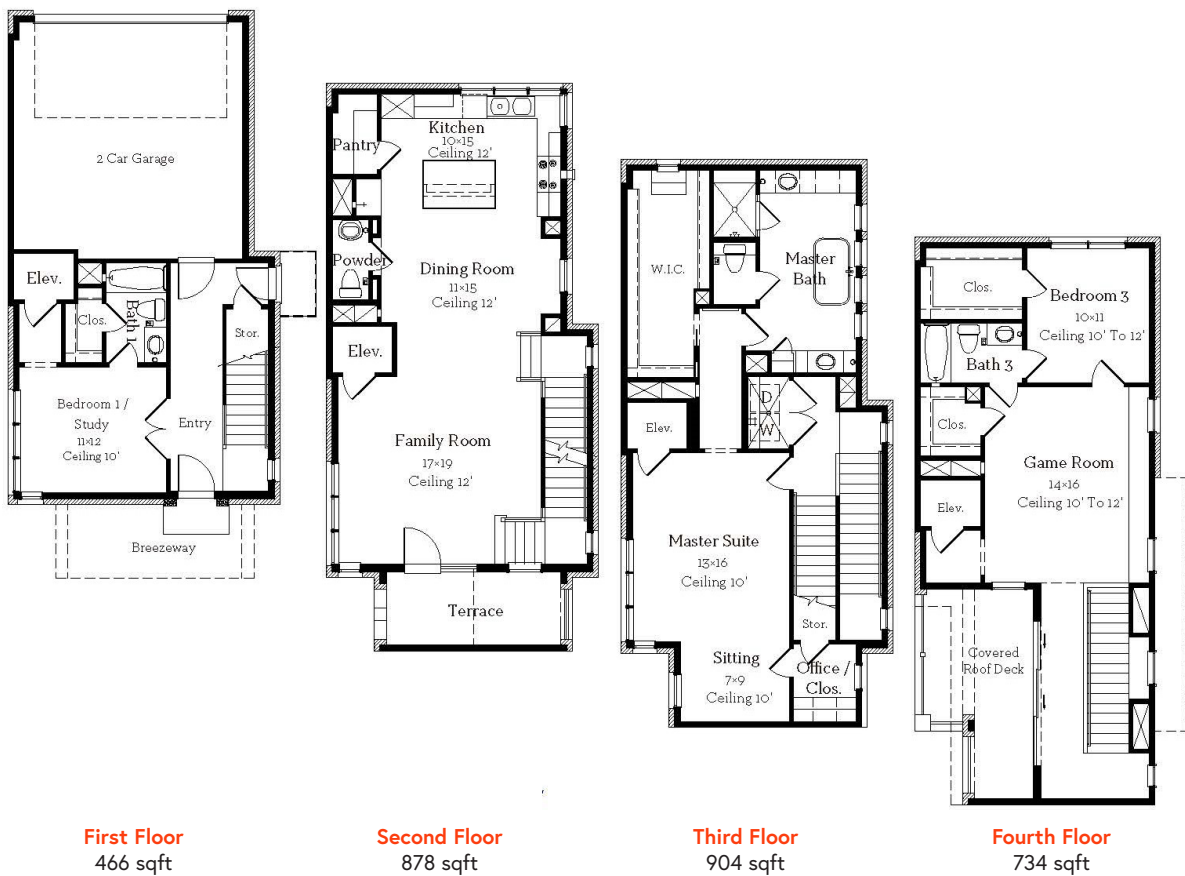 2 Car Garage
Elev.
Clos.
Bath 1
Stor.
Bedroom 1 /
Study
11×12
Ceiling 10'
Entry
Breezeway
First Floor
466 sqft
Kitchen
10×15
Ceiling 12'
Pantry
Powder
Dining Room
11×15
Ceiling 12'
Elev.
Family Room
17×19
Ceiling 12'
Terrace
Second Floor
878 sqft
W.I.C.
Master
Bath
D
W
Elev.
Master Suite
13×16
Ceiling 10'
Stor.
Sitting
7×9
Ceiling 10'
Office /
Clos.
Third Floor
904 sqft
Clos.
Bedroom 3
10×11
Ceiling 10' To 12'
Bath 3
Clos.
Game Room
14×16
Ceiling 10' To 12'
Elev.
Covered
Roof Deck
Fourth Floor
734 sqft